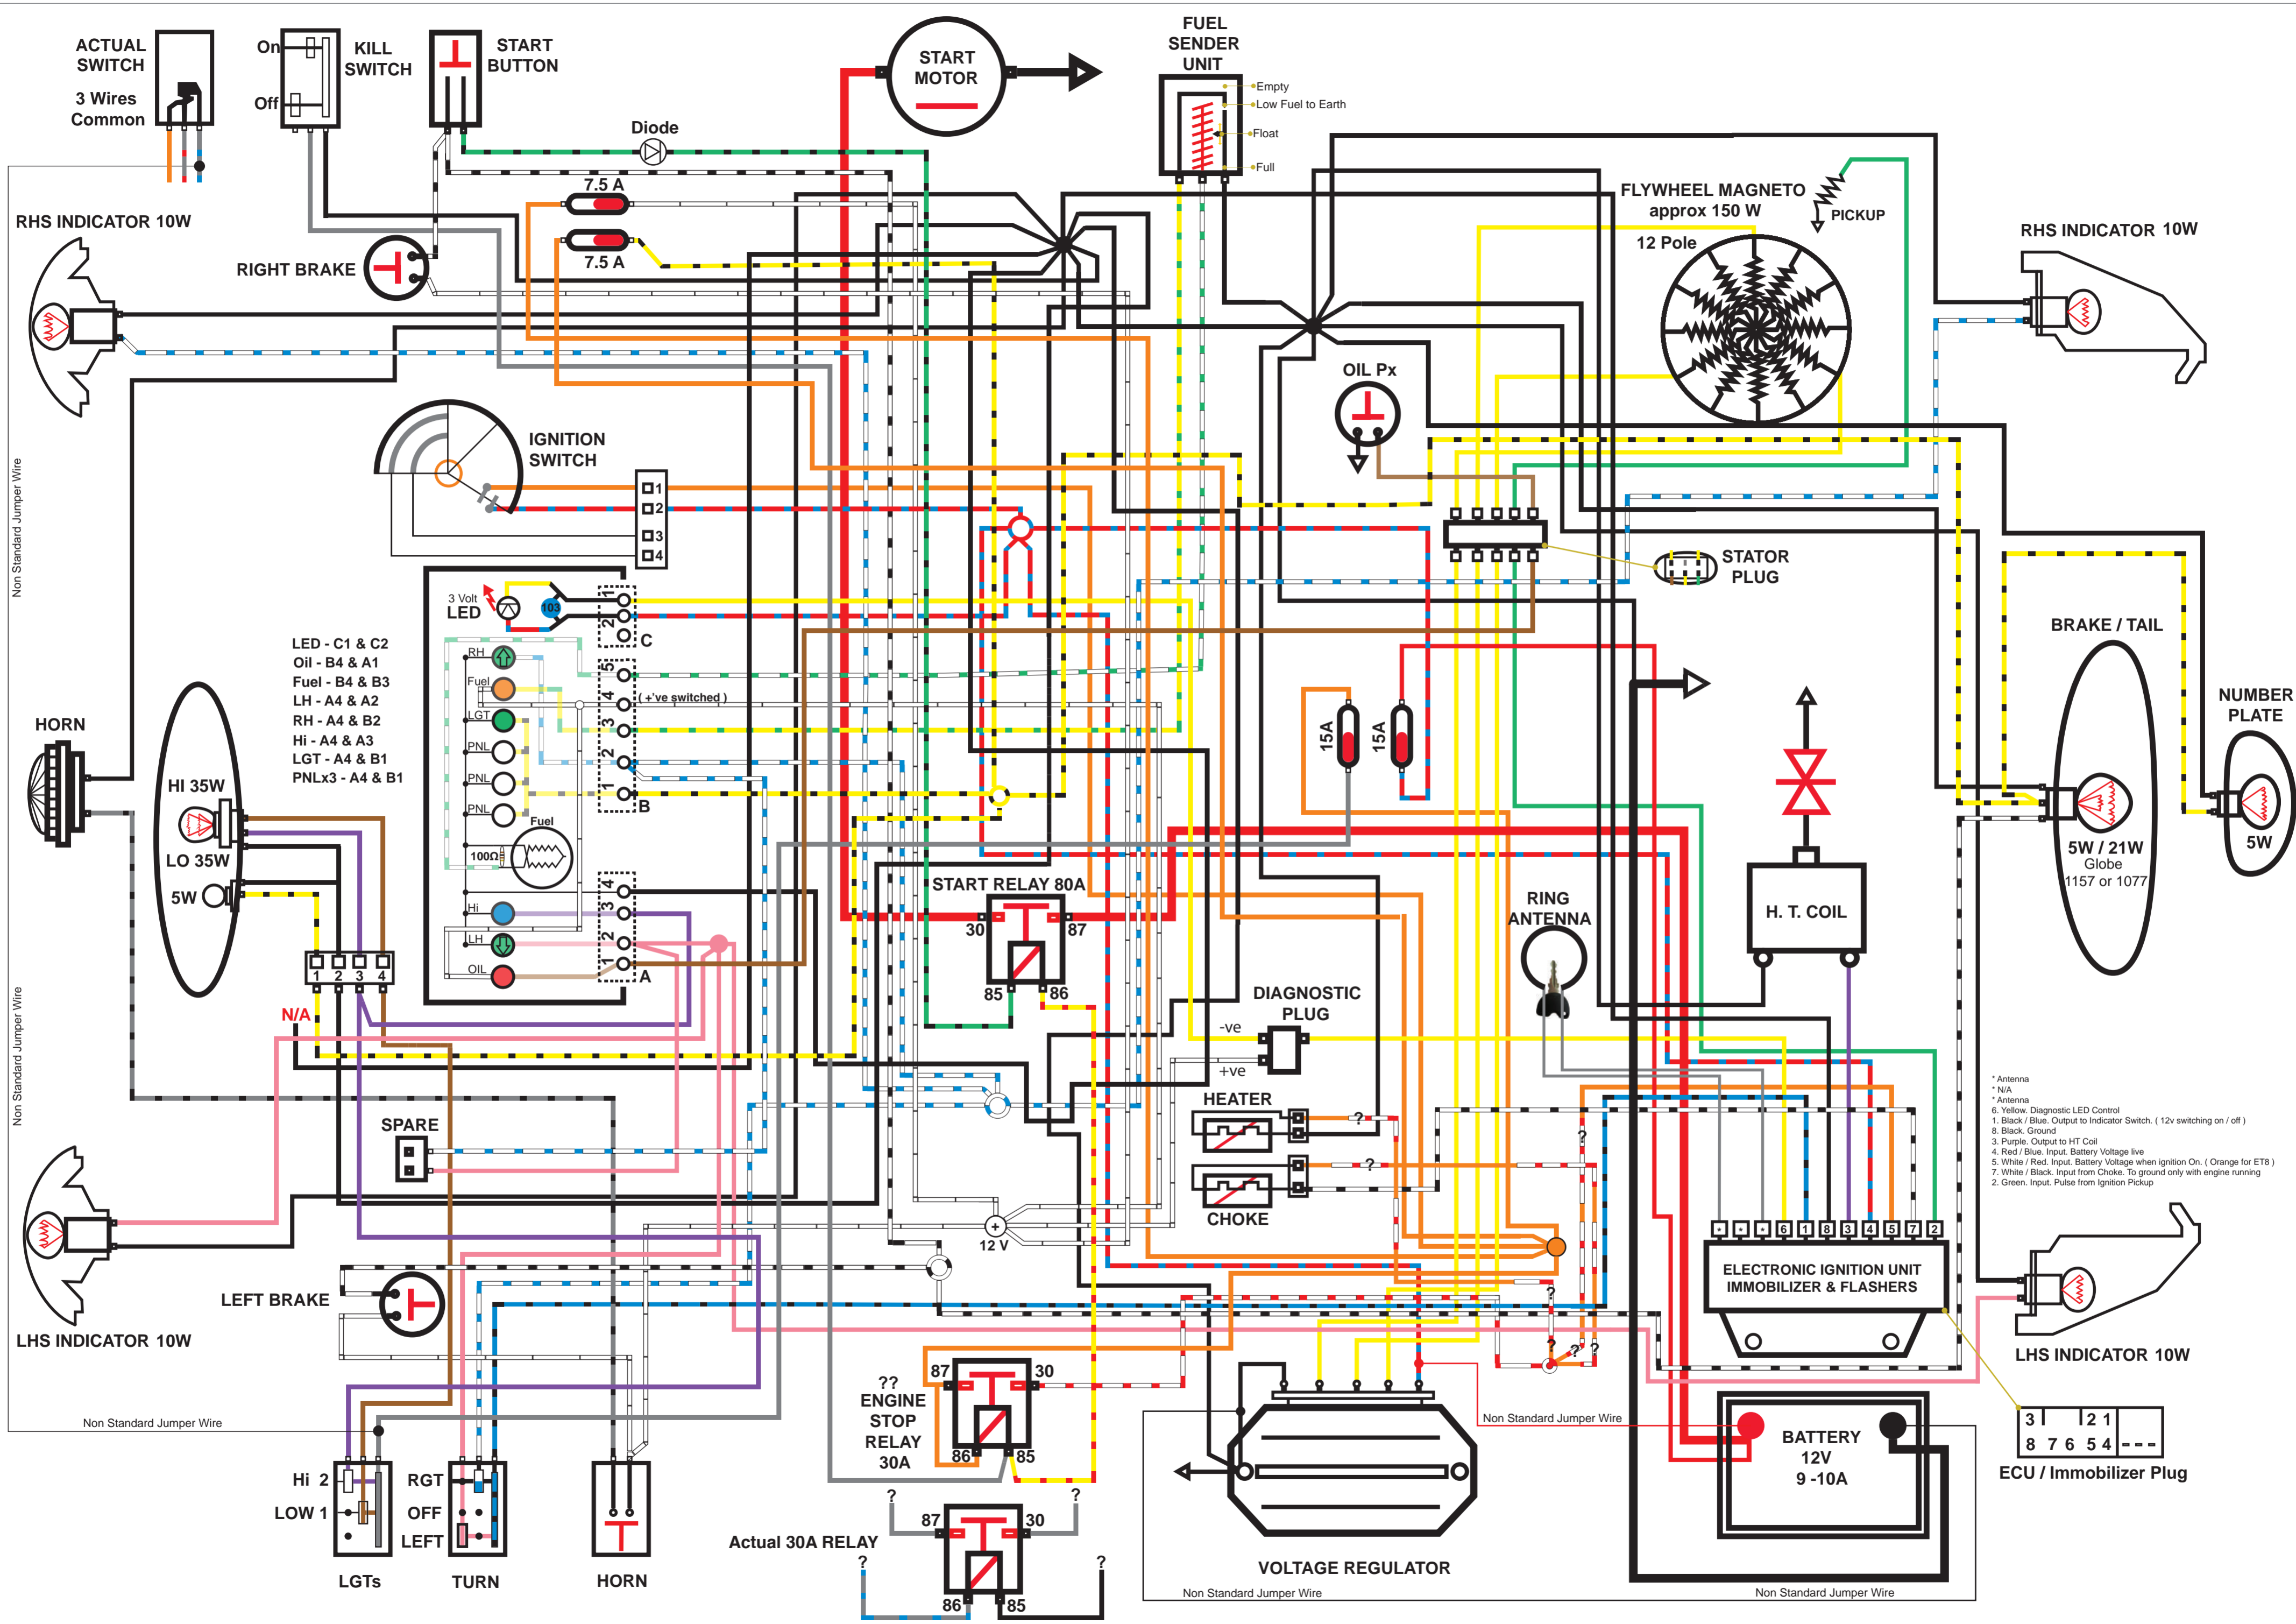 ACTUAL
SWITCH
3 Wires
Common
On
Off
KILL
SWITCH
START
BUTTON
START
MOTOR
FUEL
SENDER
UNIT
Empty
Low Fuel to Earth
Float
Full
Diode
7.5 A
7.5 A
RHS INDICATOR 10W
RIGHT BRAKE
FLYWHEEL MAGNETO
approx 150 W
12 Pole
PICKUP
RHS INDICATOR 10W
OIL Px
IGNITION
SWITCH
1
2
3
4
Non Standard Jumper Wire
STATOR
PLUG
3 Volt
LED
103
1
2
C
LED - C1 & C2
Oil - B4 & A1
Fuel - B4 & B3
LH - A4 & A2
RH - A4 & B2
Hi - A4 & A3
LGT - A4 & B1
PNLx3 - A4 & B1
RH
Fuel
LGT
PNL
PNL
PNL
Fuel
100Ω
Hi
LH
OIL
5
4
3
2
1
B
( +'ve switched )
4
3
2
1
A
HORN
HI 35W
LO 35W
5W
1 2 3 4
N/A
15A
15A
BRAKE / TAIL
5W / 21W
Globe
1157 or 1077
NUMBER
PLATE
5W
START RELAY 80A
30
87
85
86
RING
ANTENNA
H. T. COIL
DIAGNOSTIC
PLUG
-ve
+ve
HEATER
?
?
CHOKE
?
* Antenna
* N/A
* Antenna
6. Yellow. Diagnostic LED Control
1. Black / Blue. Output to Indicator Switch. ( 12v switching on / off )
8. Black. Ground
3. Purple. Output to HT Coil
4. Red / Blue. Input. Battery Voltage live
5. White / Red. Input. Battery Voltage when ignition On. ( Orange for ET8 )
7. White / Black. Input from Choke. To ground only with engine running
2. Green. Input. Pulse from Ignition Pickup
Non Standard Jumper Wire
SPARE
+
12 V
* * * 6 1 8 3 4 5 7 2
ELECTRONIC IGNITION UNIT
IMMOBILIZER & FLASHERS
LEFT BRAKE
LHS INDICATOR 10W
?
? ? ?
LHS INDICATOR 10W
87
30
86
85
??
ENGINE
STOP
RELAY
30A
Non Standard Jumper Wire
Non Standard Jumper Wire
BATTERY
12V
9 -10A
3 2 1
8 7 6 5 4 - - -
ECU / Immobilizer Plug
Hi 2
LOW 1
LGTs
RGT
OFF
LEFT
TURN
HORN
?
?
87
30
Actual 30A RELAY
?
?
86
85
VOLTAGE REGULATOR
Non Standard Jumper Wire
Non Standard Jumper Wire